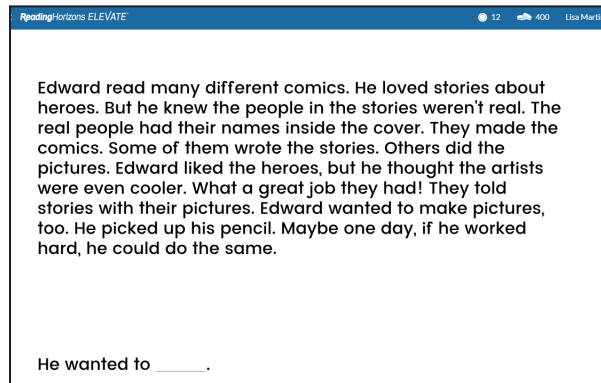 ReadingHorizons ELEVATE 12 400 Lisa Marti
Edward read many different comics. He loved stories about
heroes. But he knew the people in the stories weren't real. The
real people had their names inside the cover. They made the
comics. Some of them wrote the stories. Others did the
pictures. Edward liked the heroes, but he thought the artists
were even cooler. What a great job they had! They told
stories with their pictures. Edward wanted to make pictures,
too. He picked up his pencil. Maybe one day, if he worked
hard, he could do the same.
He wanted to ______.